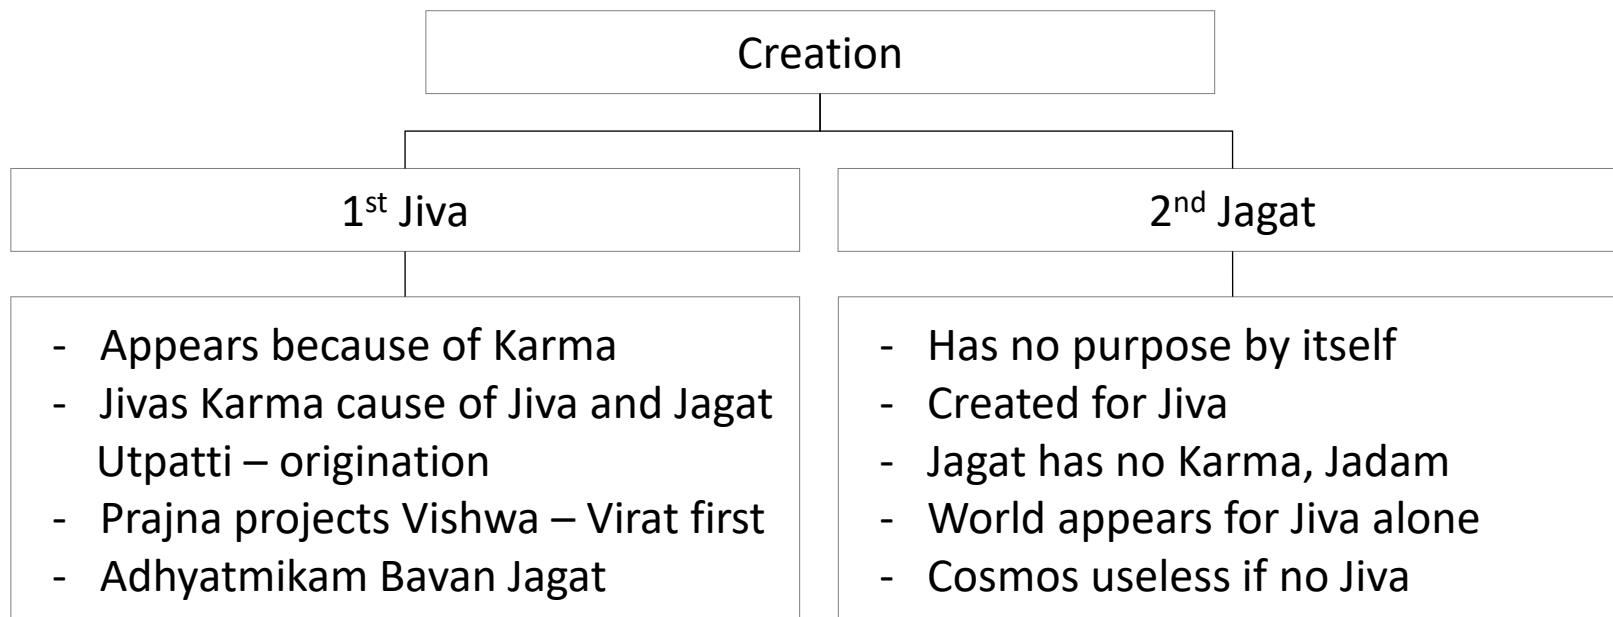 Creation
1st Jiva
2nd Jagat
- Appears because of Karma
- Jivas Karma cause of Jiva and Jagat
Utpatti – origination
- Prajna projects Vishwa – Virat first
- Adhyatmikam Bavan Jagat
- Has no purpose by itself
- Created for Jiva
- Jagat has no Karma, Jadam
- World appears for Jiva alone
- Cosmos useless if no Jiva